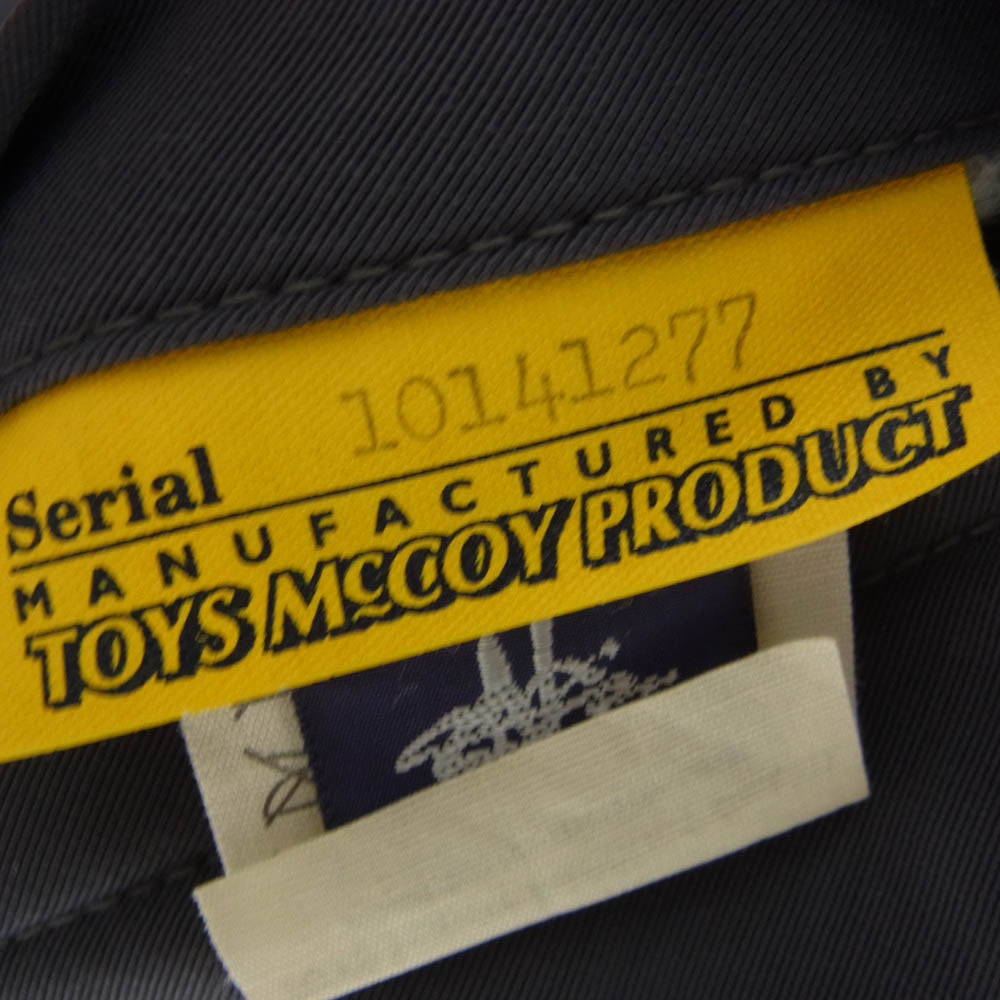 Serial 10141277
MANUFACTURED BY
TOYS McCOY PRODUCT